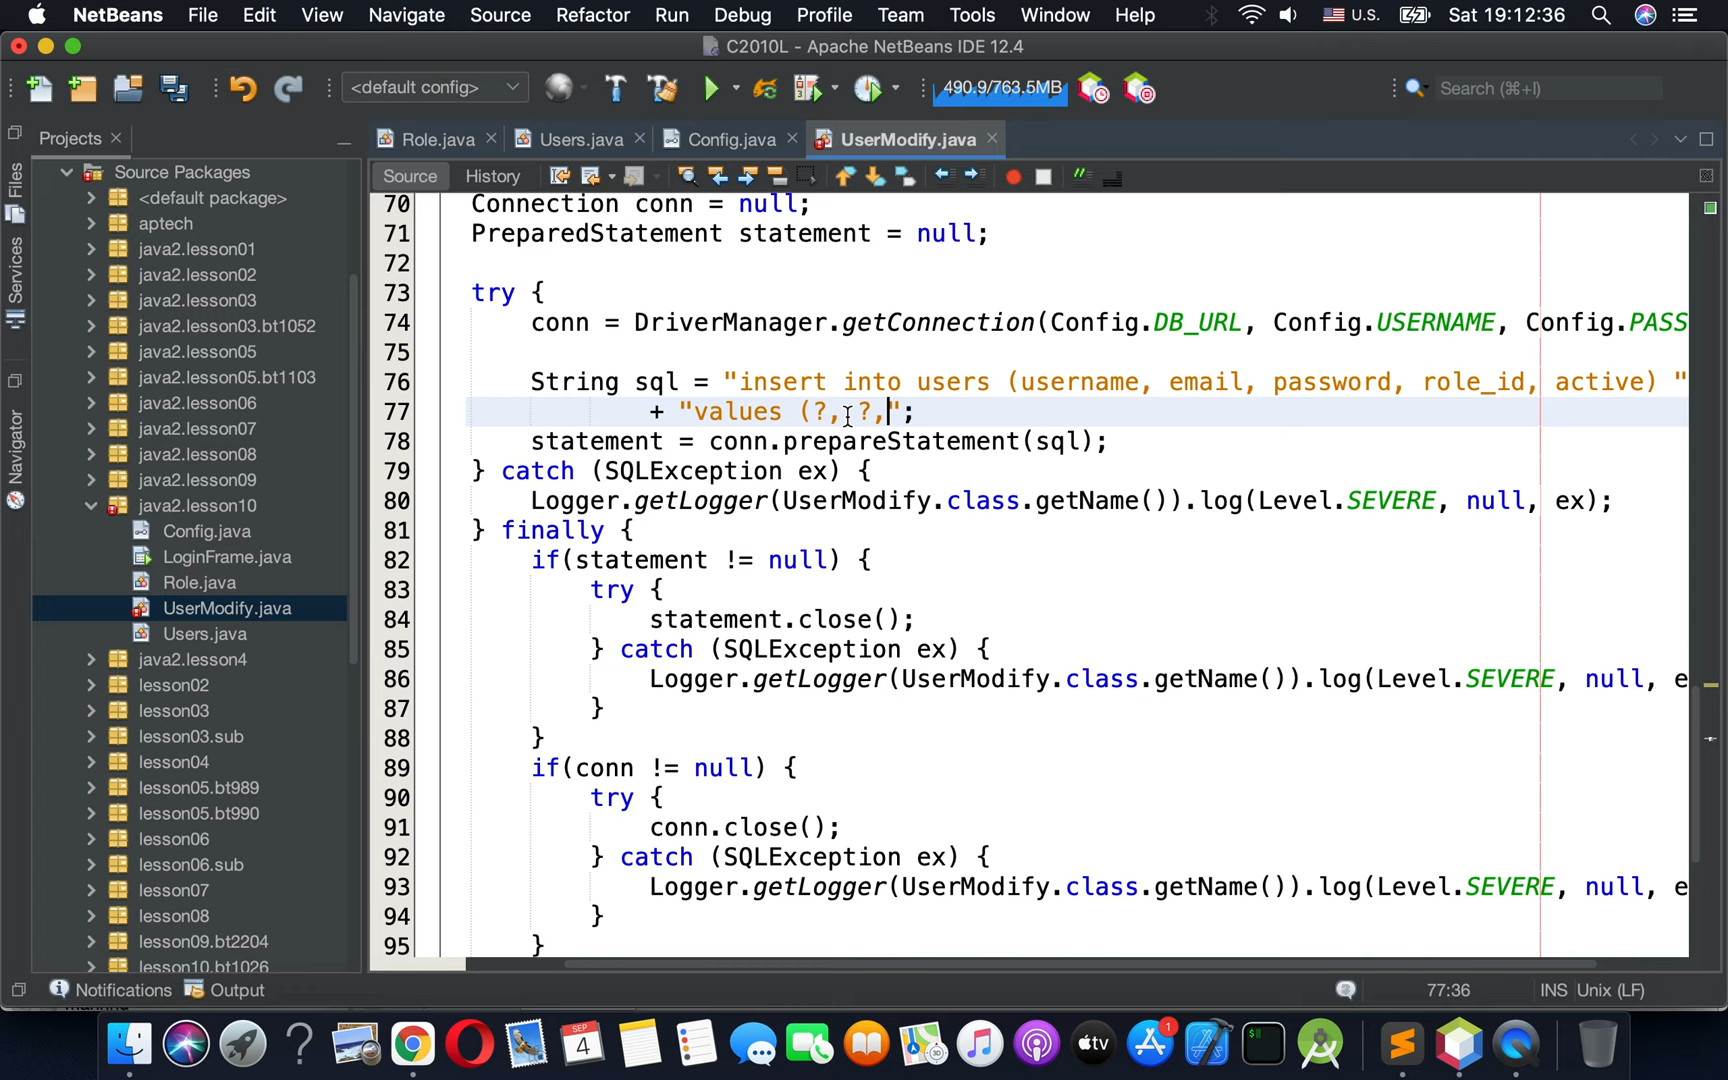 NetBeans File Edit View Navigate Source Refactor Run Debug Profile Team Tools Window Help U.S. Sat 19:12:36
C2010L - Apache NetBeans IDE 12.4
<default config> 490.9/763.5MB Search (⌘+I)
Projects Role.java Users.java Config.java UserModify.java
Source History
Files
Services
Navigator
Source Packages
<default package>
aptech
java2.lesson01
java2.lesson02
java2.lesson03
java2.lesson03.bt1052
java2.lesson05
java2.lesson05.bt1103
java2.lesson06
java2.lesson07
java2.lesson08
java2.lesson09
java2.lesson10
Config.java
LoginFrame.java
Role.java
UserModify.java
Users.java
java2.lesson4
lesson02
lesson03
lesson03.sub
lesson04
lesson05.bt989
lesson05.bt990
lesson06
lesson06.sub
lesson07
lesson08
lesson09.bt2204
lesson10.bt1026
70 Connection conn = null;
71 PreparedStatement statement = null;
72
73 try {
74 conn = DriverManager.getConnection(Config.DB_URL, Config.USERNAME, Config.PASS
75
76 String sql = "insert into users (username, email, password, role_id, active) "
77 + "values (?, ?,";
78 statement = conn.prepareStatement(sql);
79 } catch (SQLException ex) {
80 Logger.getLogger(UserModify.class.getName()).log(Level.SEVERE, null, ex);
81 } finally {
82 if(statement != null) {
83 try {
84 statement.close();
85 } catch (SQLException ex) {
86 Logger.getLogger(UserModify.class.getName()).log(Level.SEVERE, null, e
87 }
88 }
89 if(conn != null) {
90 try {
91 conn.close();
92 } catch (SQLException ex) {
93 Logger.getLogger(UserModify.class.getName()).log(Level.SEVERE, null, e
94 }
95 }
Notifications Output 77:36 INS Unix (LF)
SEP
4
tv
1